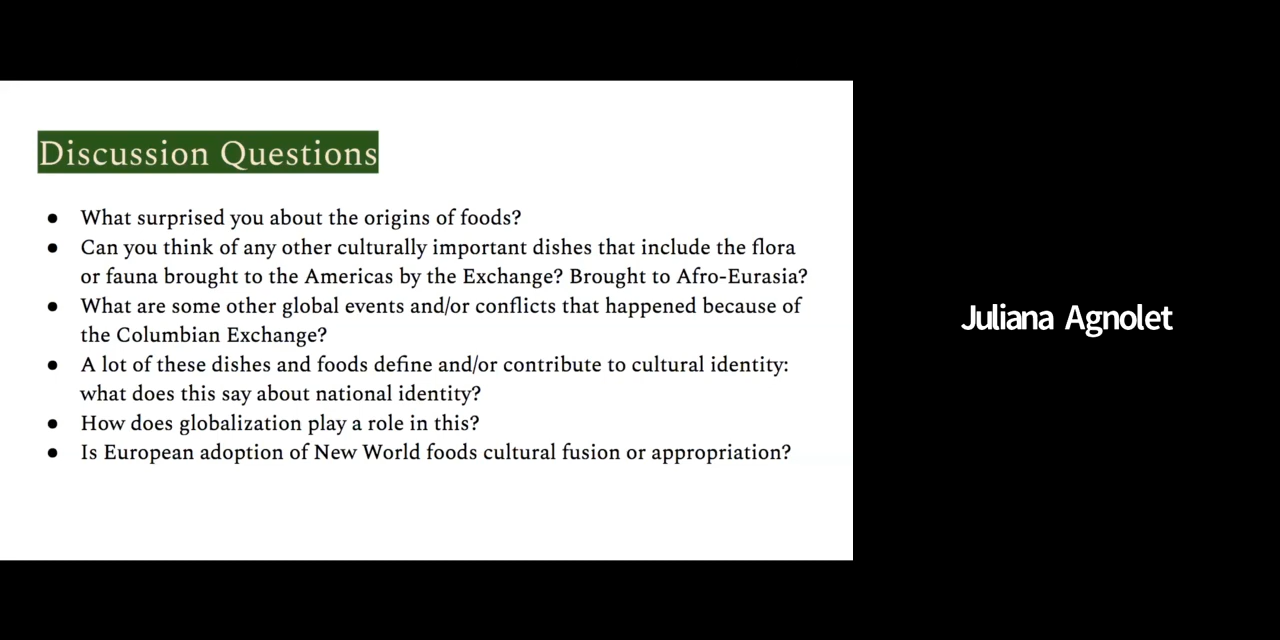 Discussion Questions
● What surprised you about the origins of foods?
● Can you think of any other culturally important dishes that include the flora
or fauna brought to the Americas by the Exchange? Brought to Afro-Eurasia?
● What are some other global events and/or conflicts that happened because of
the Columbian Exchange?
● A lot of these dishes and foods define and/or contribute to cultural identity:
what does this say about national identity?
● How does globalization play a role in this?
● Is European adoption of New World foods cultural fusion or appropriation?
Juliana Agnolet